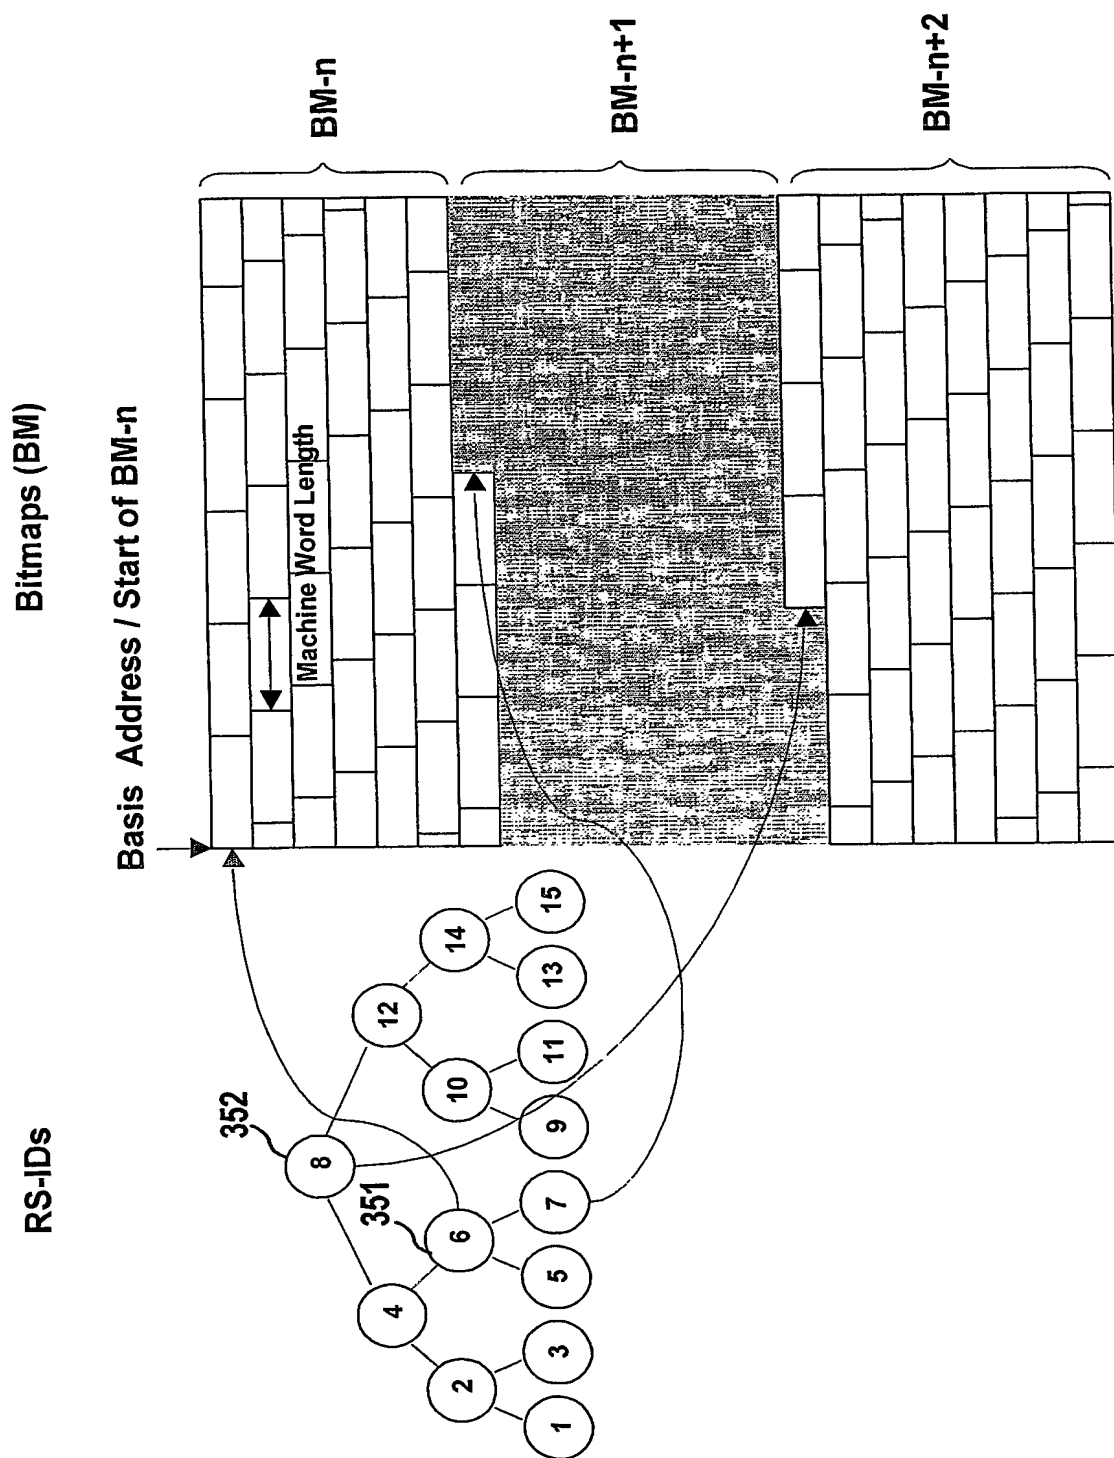 RS-IDs
Bitmaps (BM)
Basis Address / Start of BM-n
Machine Word Length
BM-n
BM-n+1
BM-n+2
352
351
8
4
12
2
6
10
14
1
3
5
7
9
11
13
15